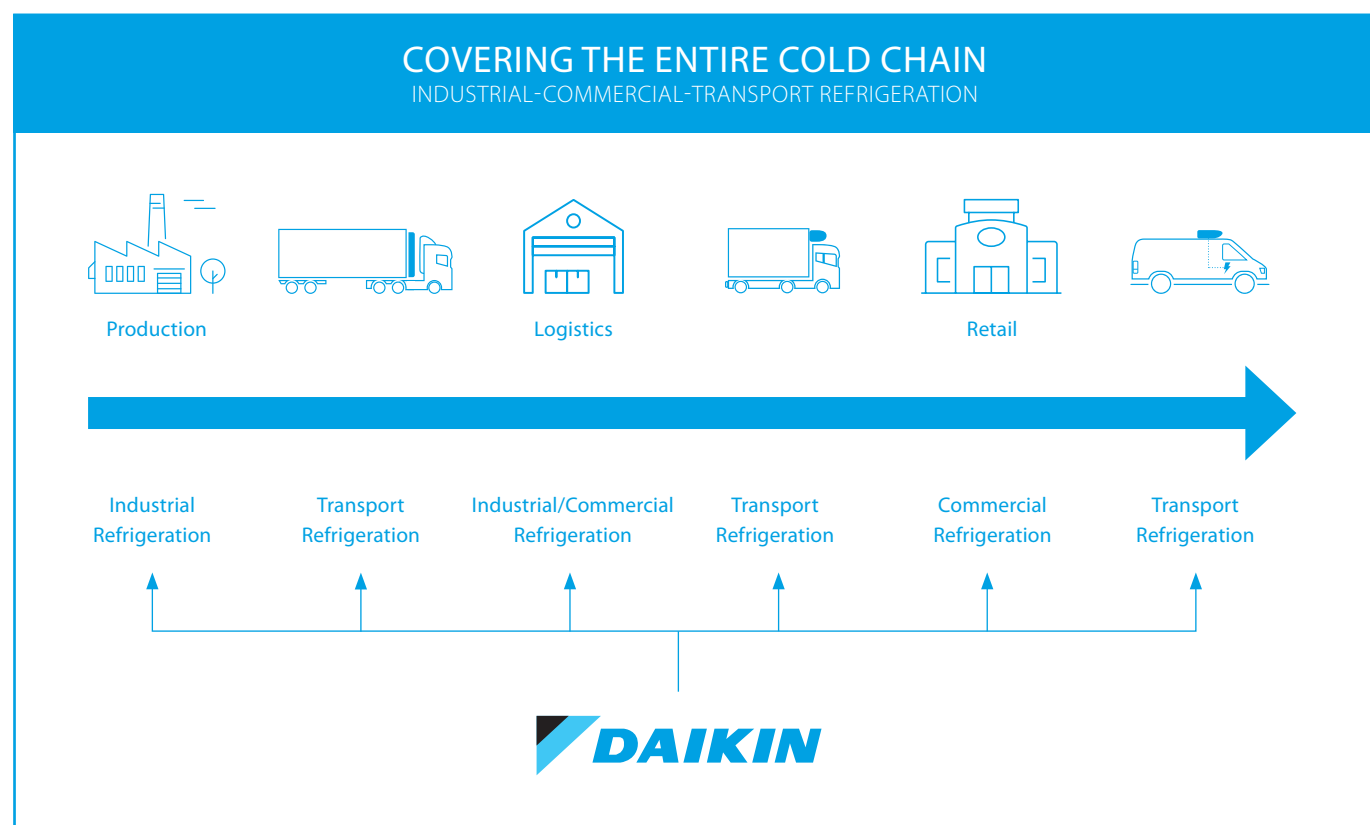 COVERING THE ENTIRE COLD CHAIN
INDUSTRIAL-COMMERCIAL-TRANSPORT REFRIGERATION
Production
Logistics
Retail
Industrial
Refrigeration
Transport
Refrigeration
Industrial/Commercial
Refrigeration
Transport
Refrigeration
Commercial
Refrigeration
Transport
Refrigeration
DAIKIN